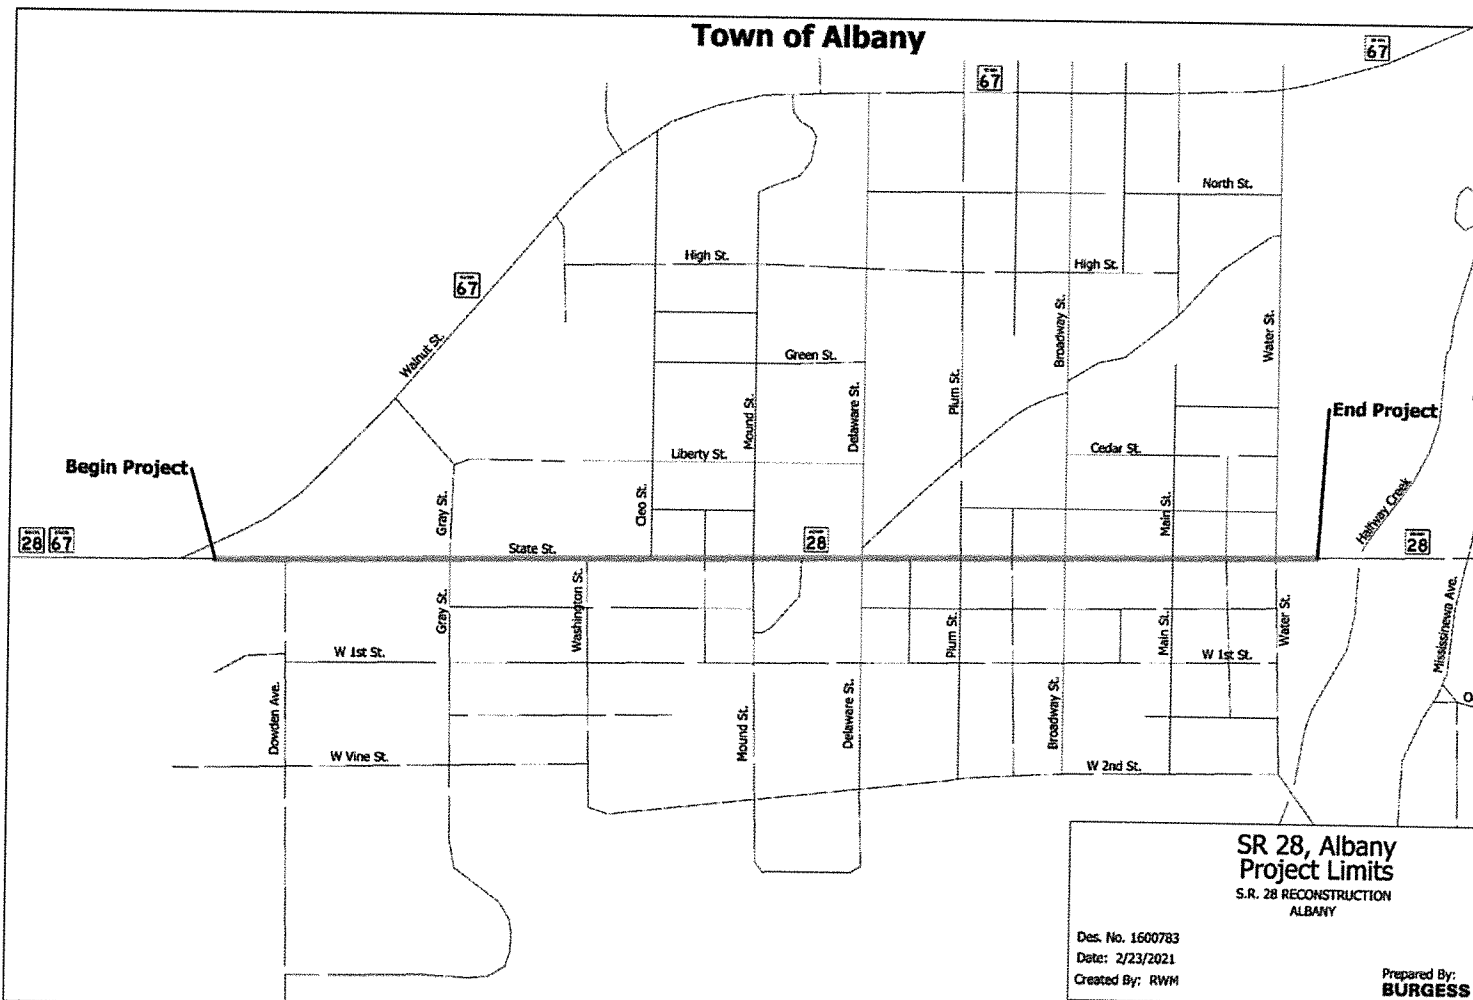 Town of Albany
67
67
North St.
High St.
High St.
67
Walnut St.
Green St.
Broadway St.
Water St.
Plum St.
Mound St.
Delaware St.
End Project
Begin Project
Liberty St.
Cedar St.
Gray St.
Cleo St.
Main St.
Halfway Creek
28 67
State St.
28
28
Gray St.
Washington St.
Plum St.
Main St.
Water St.
Mississinewa Ave.
W 1st St.
W 1st St.
Dowden Ave.
Mound St.
Delaware St.
Broadway St.
O
W Vine St.
W 2nd St.
SR 28, Albany
Project Limits
S.R. 28 RECONSTRUCTION
ALBANY
Des. No. 1600783
Date: 2/23/2021
Created By: RWM
Prepared By:
BURGESS